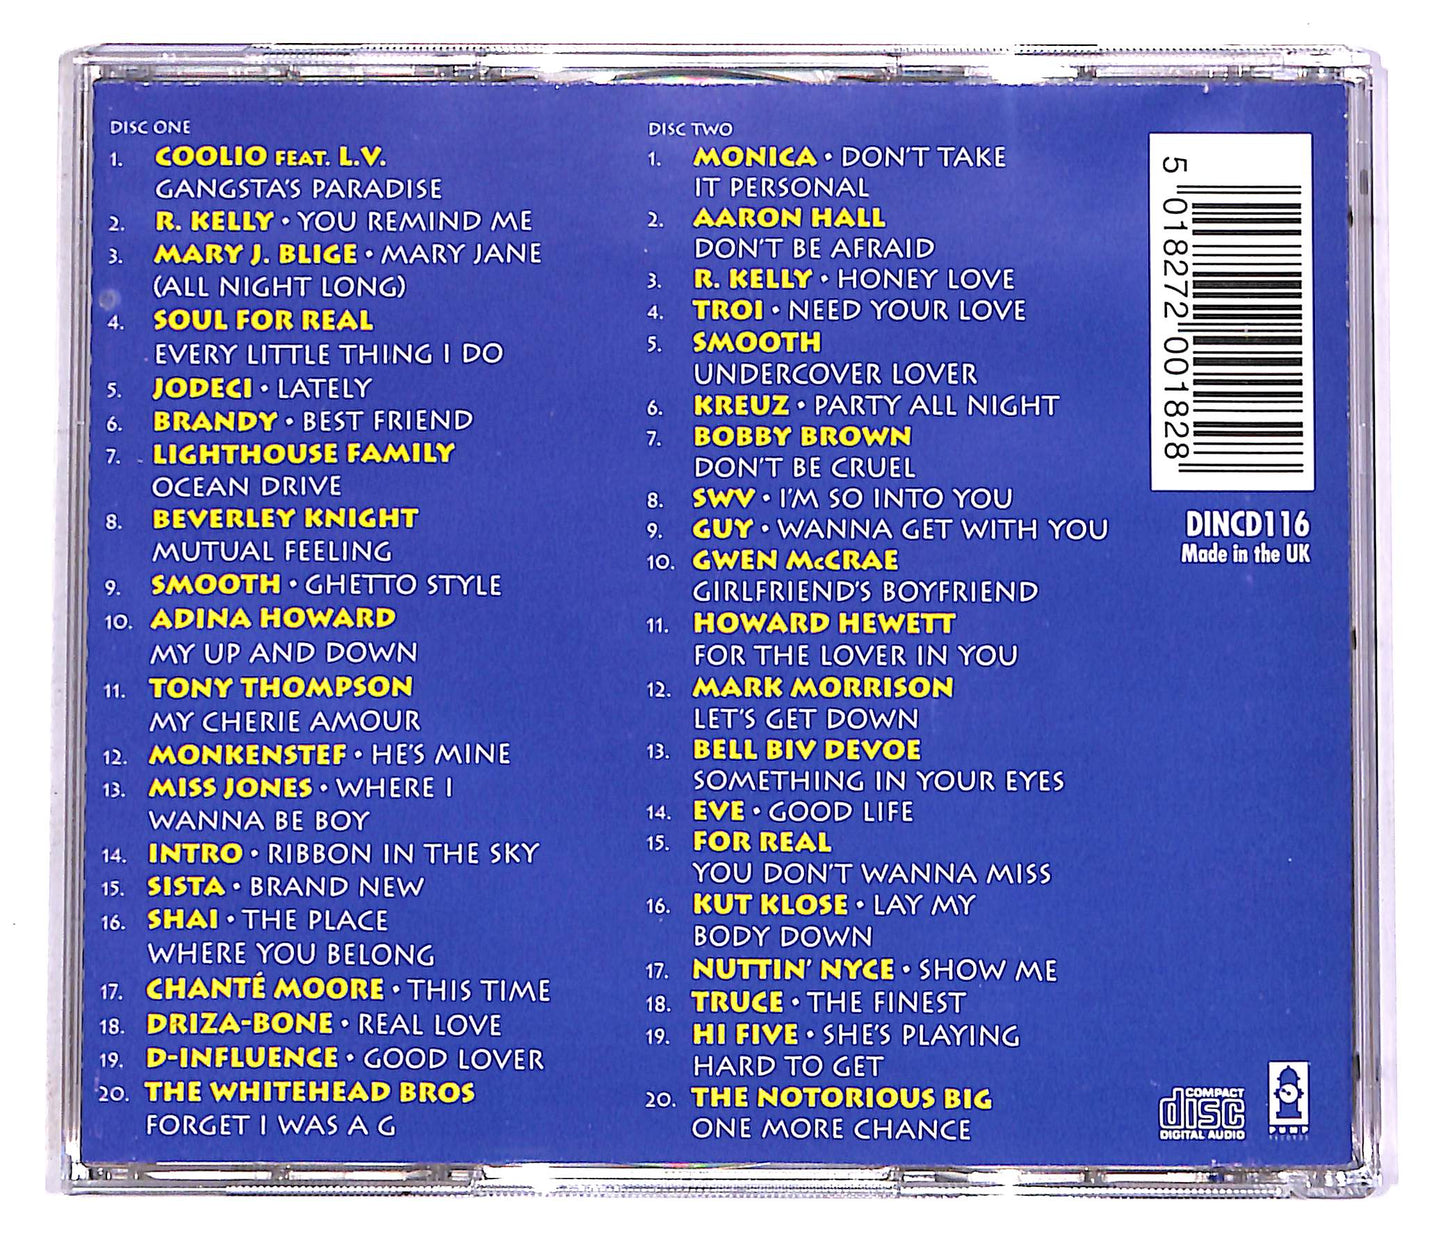 DISC ONE
1. COOLIO FEAT. L.V.
GANGSTA'S PARADISE
2. R. KELLY • YOU REMIND ME
3. MARY J. BLIGE • MARY JANE
(ALL NIGHT LONG)
4. SOUL FOR REAL
EVERY LITTLE THING I DO
5. JODECI • LATELY
6. BRANDY • BEST FRIEND
7. LIGHTHOUSE FAMILY
OCEAN DRIVE
8. BEVERLEY KNIGHT
MUTUAL FEELING
9. SMOOTH • GHETTO STYLE
10. ADINA HOWARD
MY UP AND DOWN
11. TONY THOMPSON
MY CHERIE AMOUR
12. MONKENSTEF • HE'S MINE
13. MISS JONES • WHERE I
WANNA BE BOY
14. INTRO • RIBBON IN THE SKY
15. SISTA • BRAND NEW
16. SHAI • THE PLACE
WHERE YOU BELONG
17. CHANTÉ MOORE • THIS TIME
18. DRIZA-BONE • REAL LOVE
19. D-INFLUENCE • GOOD LOVER
20. THE WHITEHEAD BROS
FORGET I WAS A G
DISC TWO
1. MONICA • DON'T TAKE
IT PERSONAL
2. AARON HALL
DON'T BE AFRAID
3. R. KELLY • HONEY LOVE
4. TROI • NEED YOUR LOVE
5. SMOOTH
UNDERCOVER LOVER
6. KREUZ • PARTY ALL NIGHT
7. BOBBY BROWN
DON'T BE CRUEL
8. SWV • I'M SO INTO YOU
9. GUY • WANNA GET WITH YOU
10. GWEN McCRAE
GIRLFRIEND'S BOYFRIEND
11. HOWARD HEWETT
FOR THE LOVER IN YOU
12. MARK MORRISON
LET'S GET DOWN
13. BELL BIV DEVOE
SOMETHING IN YOUR EYES
14. EVE • GOOD LIFE
15. FOR REAL
YOU DON'T WANNA MISS
16. KUT KLOSE • LAY MY
BODY DOWN
17. NUTTIN' NYCE • SHOW ME
18. TRUCE • THE FINEST
19. HI FIVE • SHE'S PLAYING
HARD TO GET
20. THE NOTORIOUS BIG
ONE MORE CHANCE
5 018272 001828
DINCD116
Made in the UK
COMPACT
disc
DIGITAL AUDIO
PUMP
RECORDS